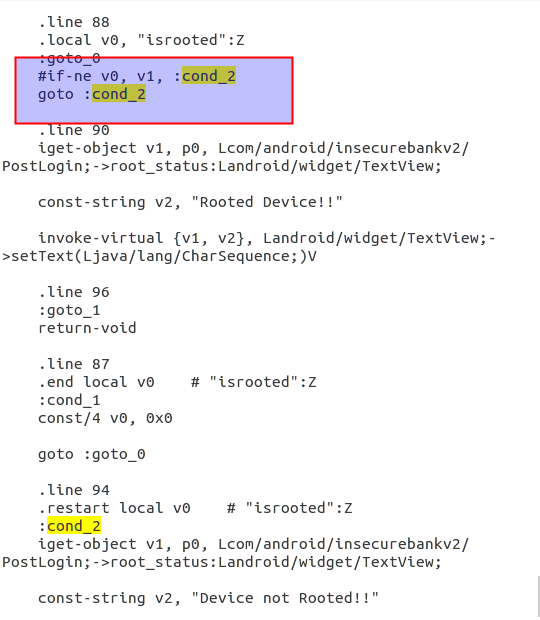 .line 88
.local v0, "isrooted":Z
:goto_0
#if-ne v0, v1, :cond_2
goto :cond_2
.line 90
iget-object v1, p0, Lcom/android/insecurebankv2/
PostLogin;->root_status:Landroid/widget/TextView;
const-string v2, "Rooted Device!!"
invoke-virtual {v1, v2}, Landroid/widget/TextView;-
>setText(Ljava/lang/CharSequence;)V
.line 96
:goto_1
return-void
.line 87
.end local v0    # "isrooted":Z
:cond_1
const/4 v0, 0x0
goto :goto_0
.line 94
.restart local v0    # "isrooted":Z
:cond_2
iget-object v1, p0, Lcom/android/insecurebankv2/
PostLogin;->root_status:Landroid/widget/TextView;
const-string v2, "Device not Rooted!!"